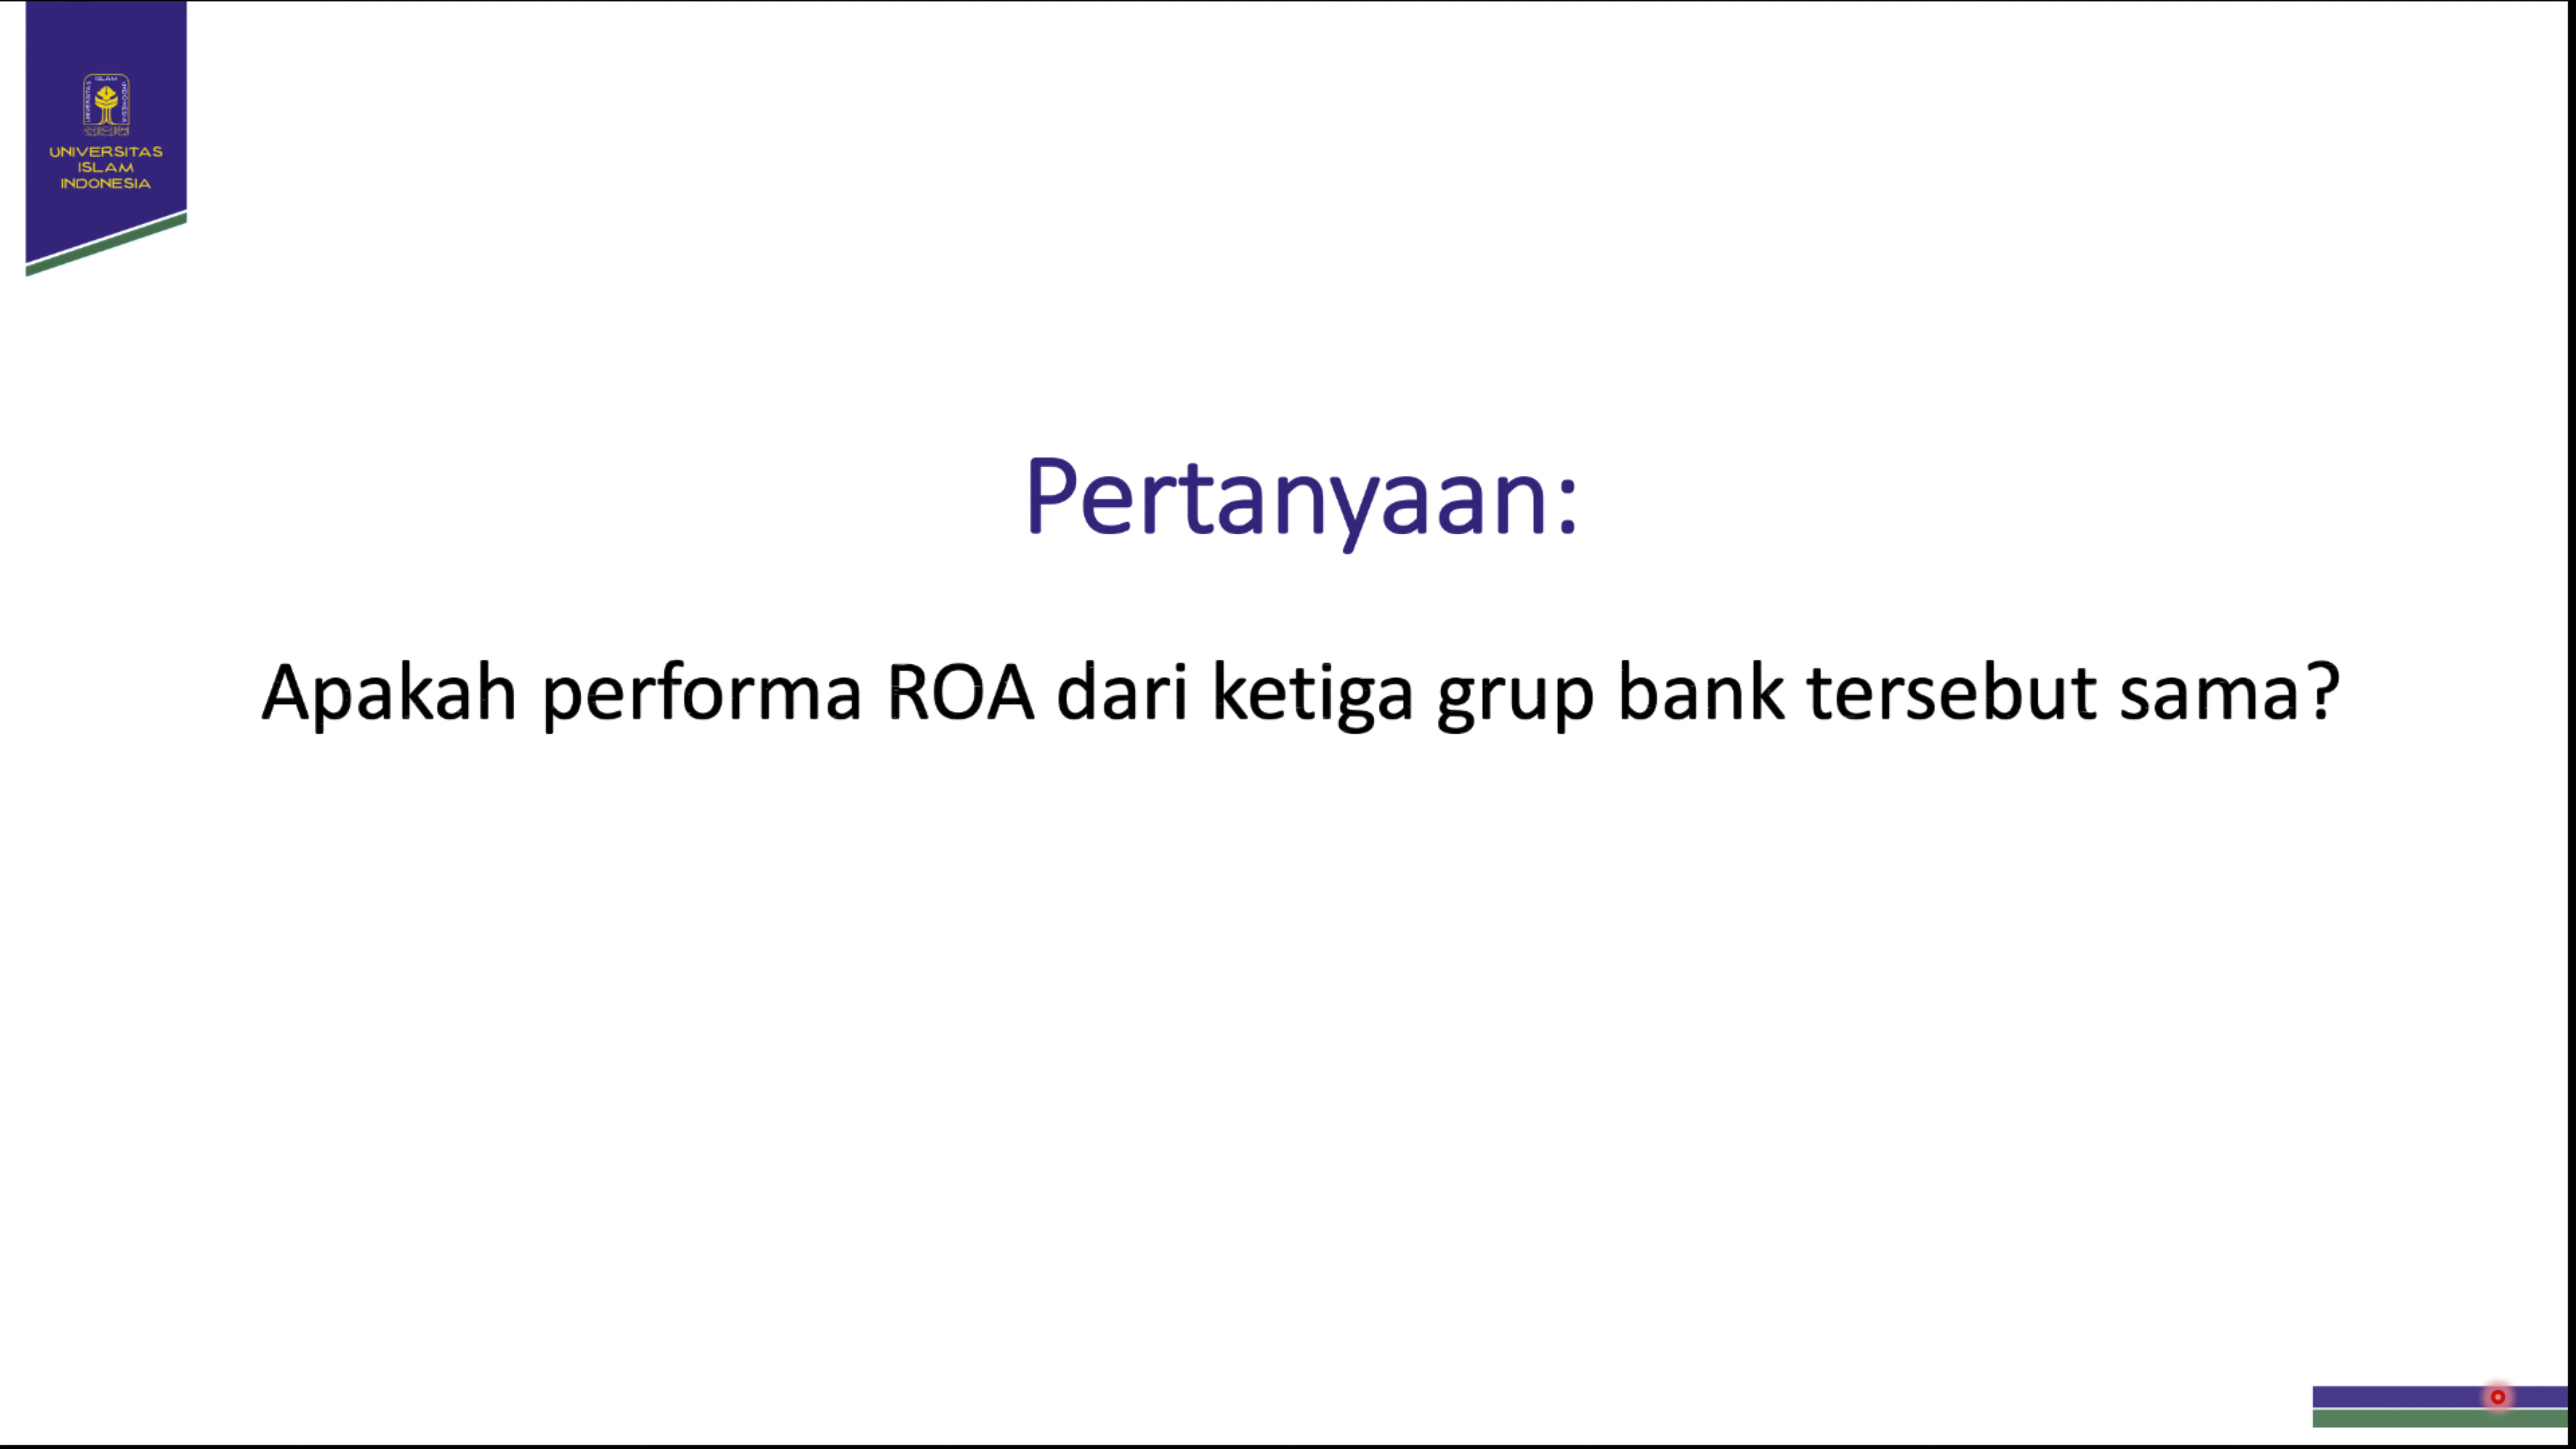 UNIVERSITAS
ISLAM
INDONESIA
Pertanyaan:
Apakah performa ROA dari ketiga grup bank tersebut sama?